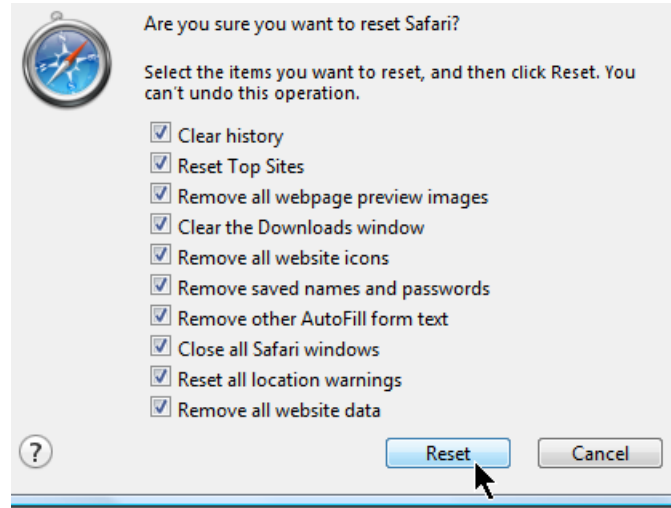 Are you sure you want to reset Safari?
Select the items you want to reset, and then click Reset. You
can't undo this operation.
Clear history
Reset Top Sites
Remove all webpage preview images
Clear the Downloads window
Remove all website icons
Remove saved names and passwords
Remove other AutoFill form text
Close all Safari windows
Reset all location warnings
Remove all website data
? Reset Cancel